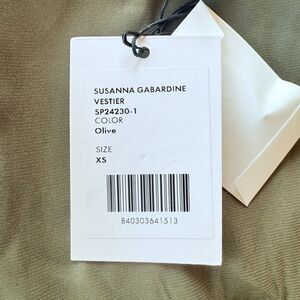 SUSANNA GABARDINE
VESTIER
SP24230-1
COLOR
Olive
SIZE
XS
840303641513